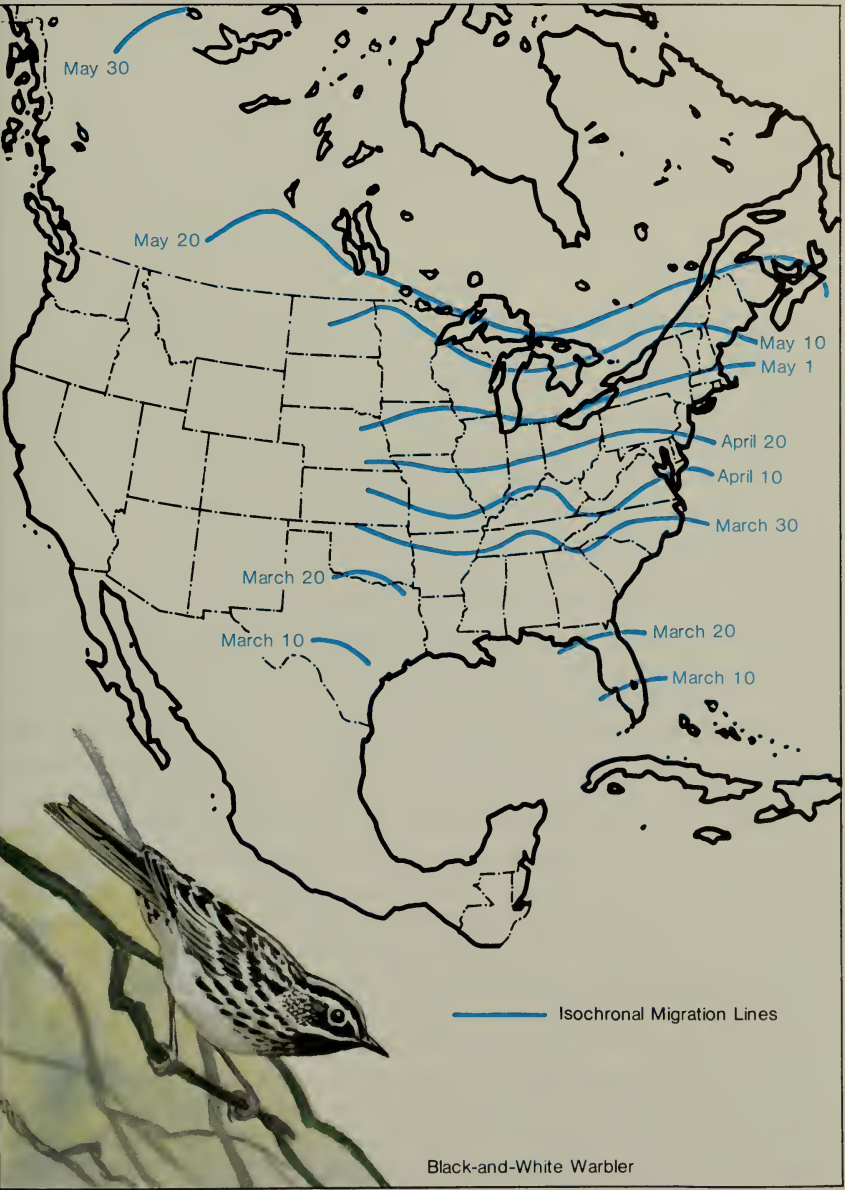 May 30
May 20
May 10
May 1
April 20
April 10
March 30
March 20
March 10
March 20
March 10
Isochronal Migration Lines
Black-and-White Warbler